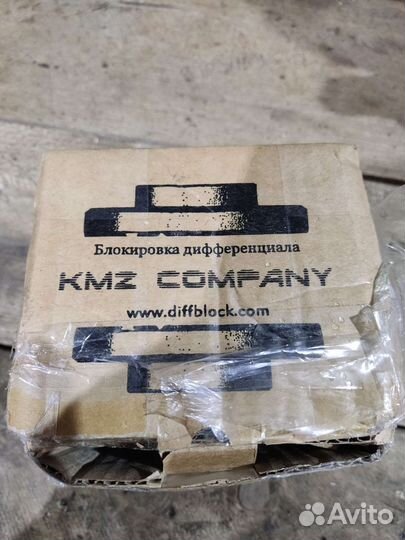 Блокировка дифференциала
KMZ COMPANY
www.diffblock.com
Avito